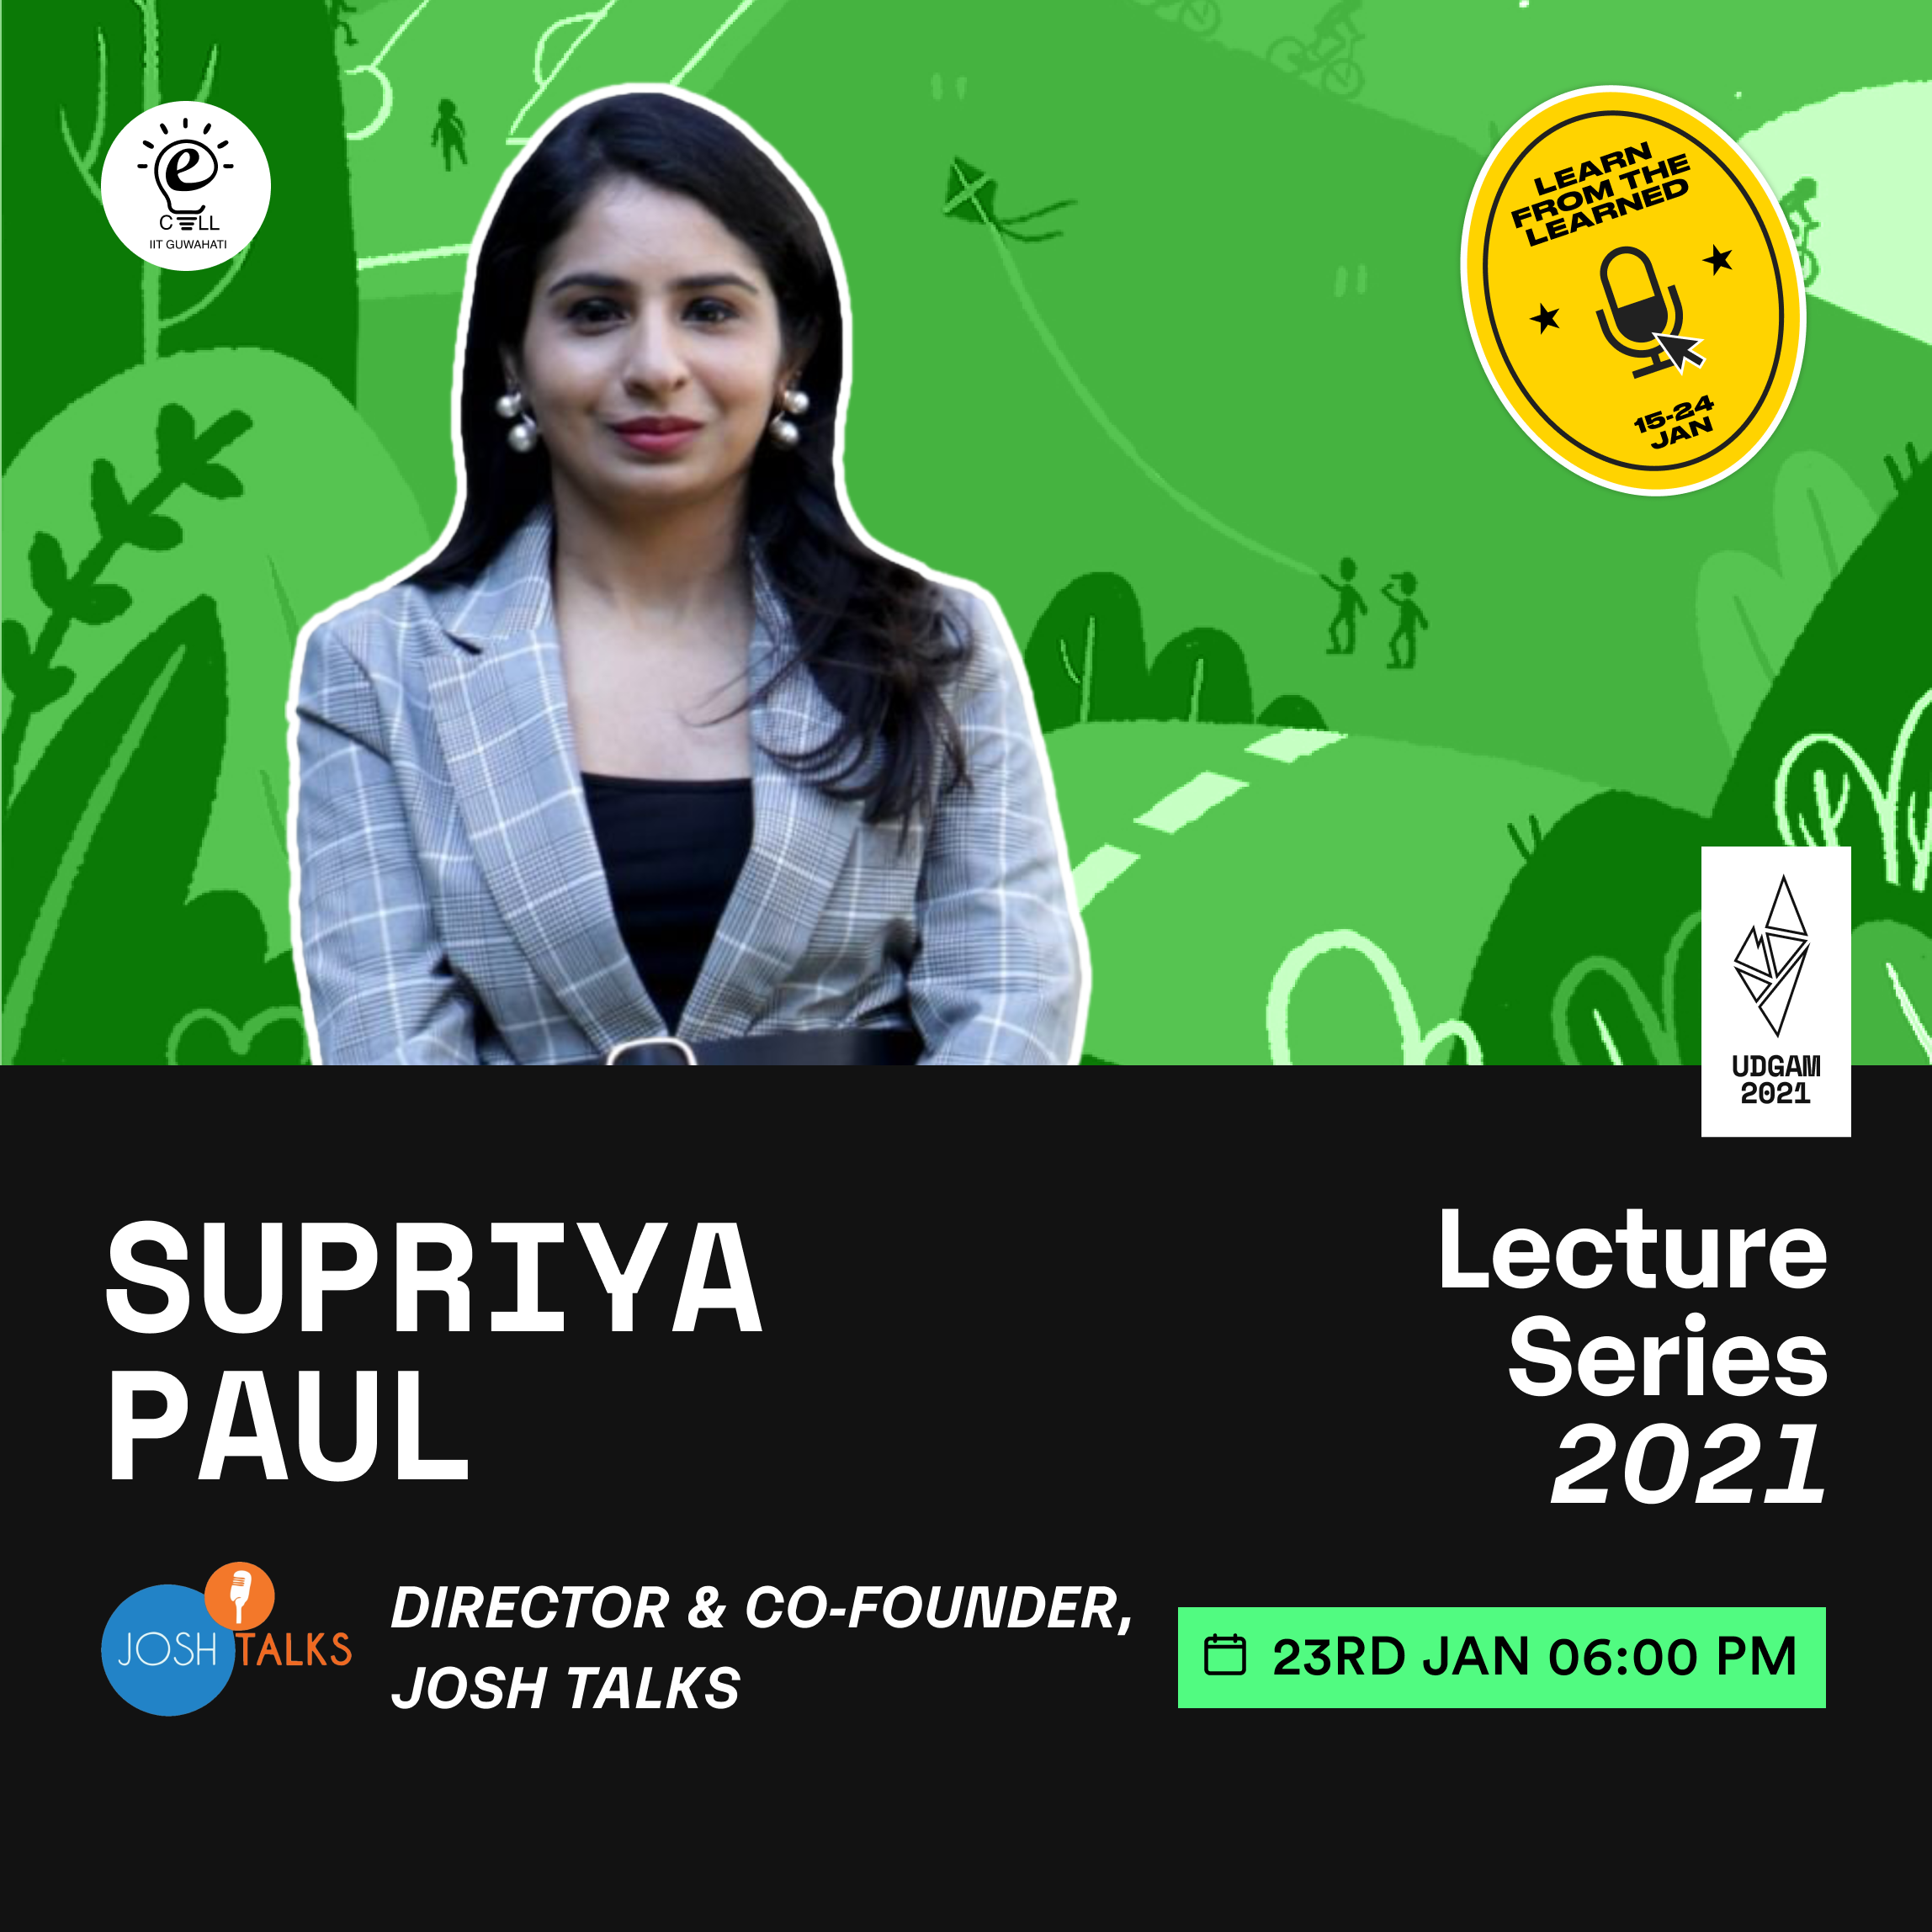 e
CELL
IIT GUWAHATI
LEARN
FROM THE
LEARNED
15-24
JAN
UDGAM
2021
SUPRIYA
PAUL
Lecture
Series
2021
JOSH TALKS
DIRECTOR & CO-FOUNDER,
JOSH TALKS
23RD JAN 06:00 PM